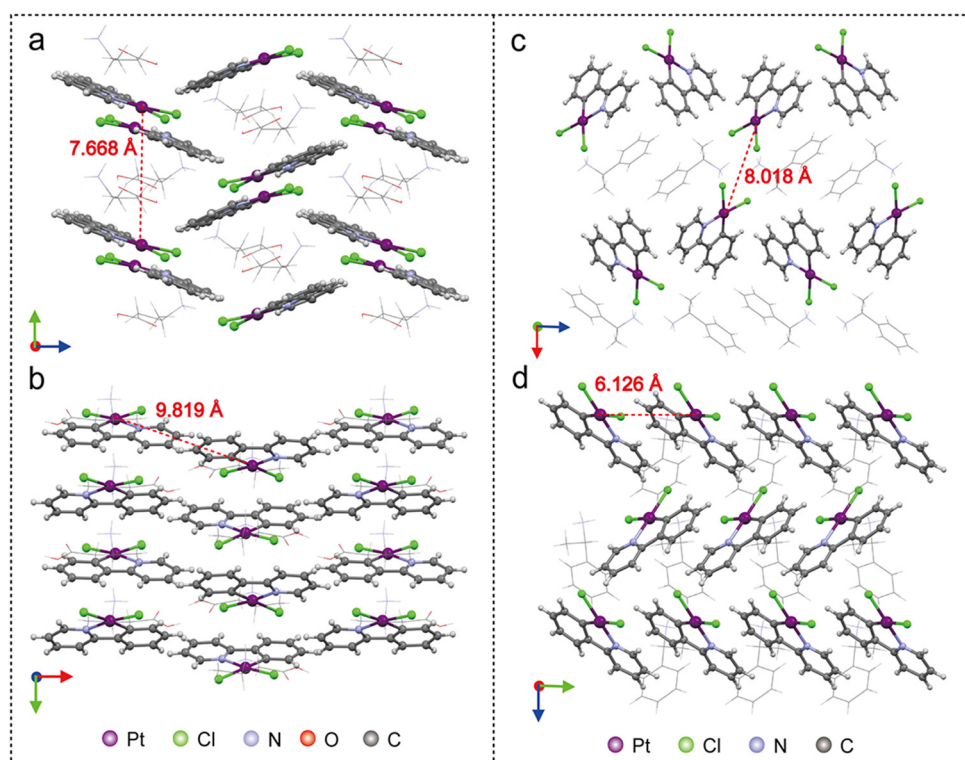 a
7.668 Å
b
9.819 Å
Pt Cl N O C
c
8.018 Å
d
6.126 Å
Pt Cl N C